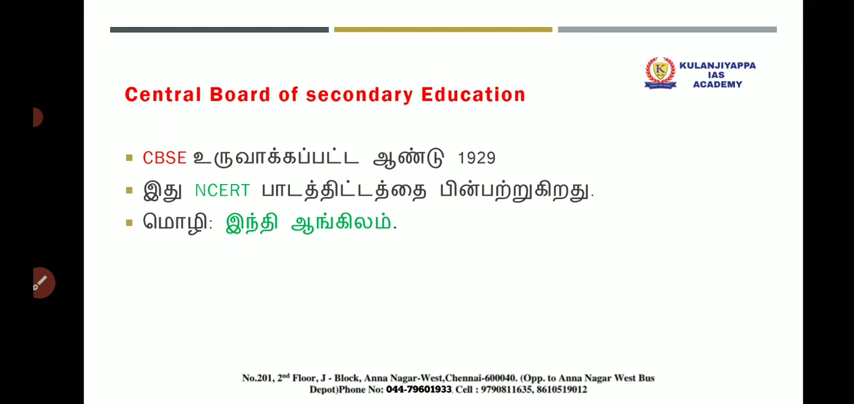 KULANJIYAPPA
IAS
ACADEMY
Central Board of secondary Education
CBSE உருவாக்கப்பட்ட ஆண்டு 1929
இது NCERT பாடத்திட்டத்தை பின்பற்றுகிறது.
மொழி: இந்தி ஆங்கிலம்.
No.201, 2nd Floor, J - Block, Anna Nagar-West,Chennai-600040. (Opp. to Anna Nagar West Bus
Depot)Phone No: 044-79601933. Cell : 9790811635, 8610519012